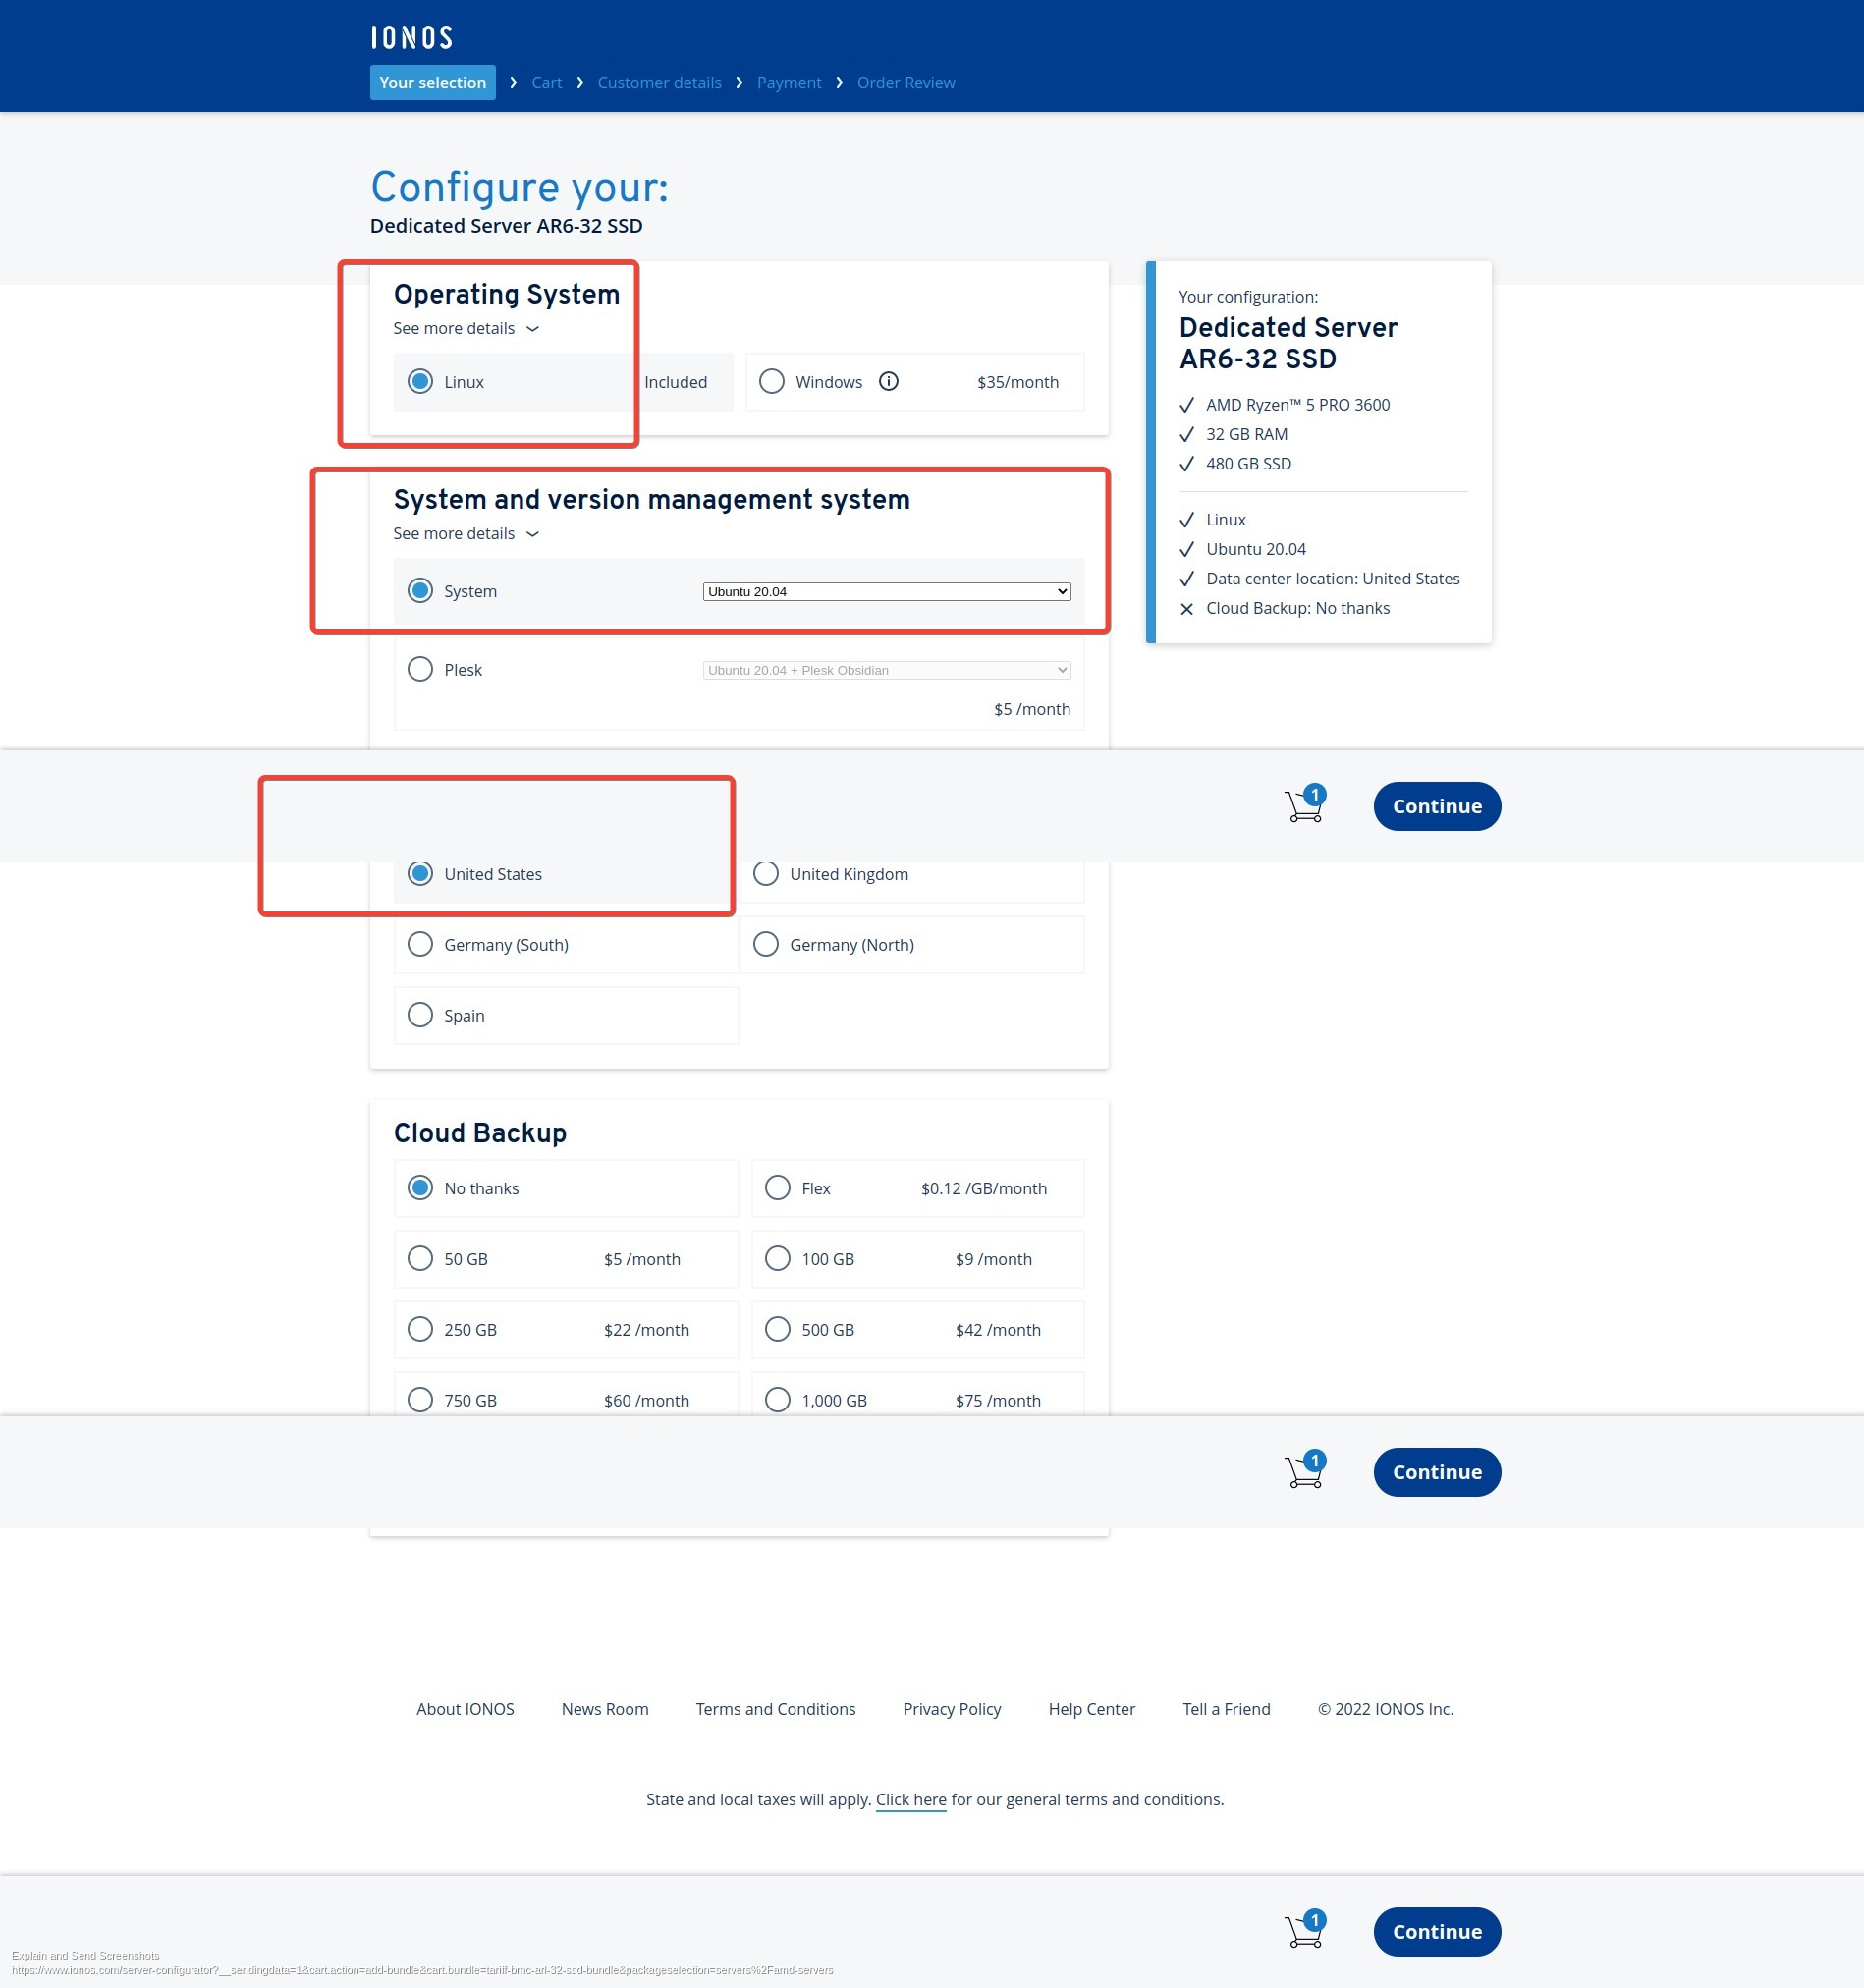 IONOS
Your selection › Cart › Customer details › Payment › Order Review
Configure your:
Dedicated Server AR6-32 SSD
Operating System
See more details
Linux Included
Windows $35/month
System and version management system
See more details
System Ubuntu 20.04
Plesk Ubuntu 20.04 + Plesk Obsidian
$5 /month
Your configuration:
Dedicated Server
AR6-32 SSD
AMD Ryzen™ 5 PRO 3600
32 GB RAM
480 GB SSD
Linux
Ubuntu 20.04
Data center location: United States
Cloud Backup: No thanks
1 Continue
United States
United Kingdom
Germany (South)
Germany (North)
Spain
Cloud Backup
No thanks
Flex $0.12 /GB/month
50 GB $5 /month
100 GB $9 /month
250 GB $22 /month
500 GB $42 /month
750 GB $60 /month
1,000 GB $75 /month
1 Continue
About IONOS News Room Terms and Conditions Privacy Policy Help Center Tell a Friend © 2022 IONOS Inc.
State and local taxes will apply. Click here for our general terms and conditions.
1 Continue
Explain and Send Screenshots
https://www.ionos.com/server-configurator?__sendingdata=1&cart.action=add-bundle&cart.bundle=tariff-bmc-arl-32-ssd-bundle&packageselection=servers%2Famd-servers